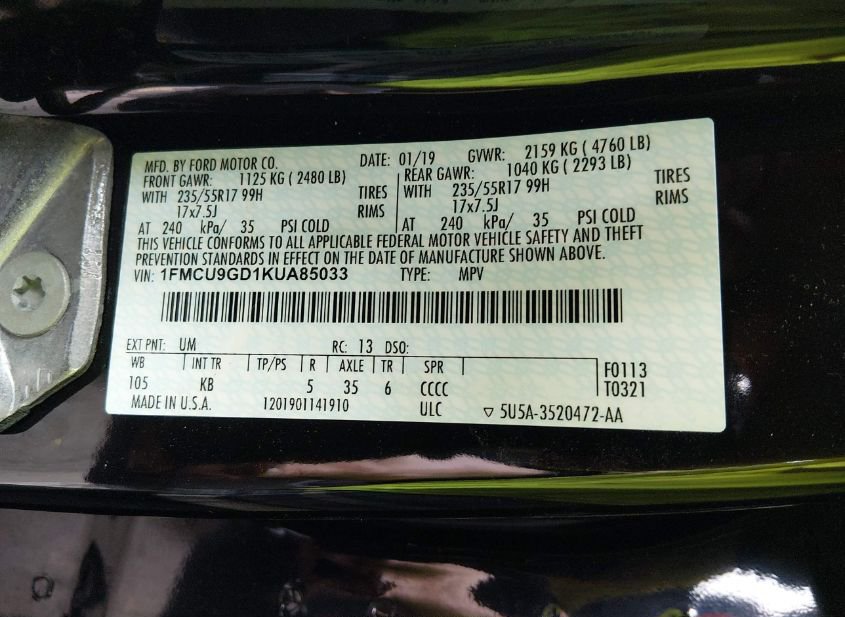 MFD. BY FORD MOTOR CO. DATE: 01/19 GVWR: 2159 KG ( 4760 LB)
FRONT GAWR: 1125 KG ( 2480 LB) REAR GAWR: 1040 KG ( 2293 LB)
WITH 235/55R17 99H TIRES WITH 235/55R17 99H TIRES
17x7.5J RIMS 17x7.5J RIMS
AT 240 kPa/ 35 PSI COLD AT 240 kPa/ 35 PSI COLD
THIS VEHICLE CONFORMS TO ALL APPLICABLE FEDERAL MOTOR VEHICLE SAFETY AND THEFT
PREVENTION STANDARDS IN EFFECT ON THE DATE OF MANUFACTURE SHOWN ABOVE.
VIN: 1FMCU9GD1KUA85033 TYPE: MPV
EXT PNT: UM RC: 13 DSO:
WB INT TR TP/PS R AXLE TR SPR F0113
105 KB 5 35 6 CCCC T0321
MADE IN U.S.A. 1201901141910 ULC ▽ 5U5A-3520472-AA